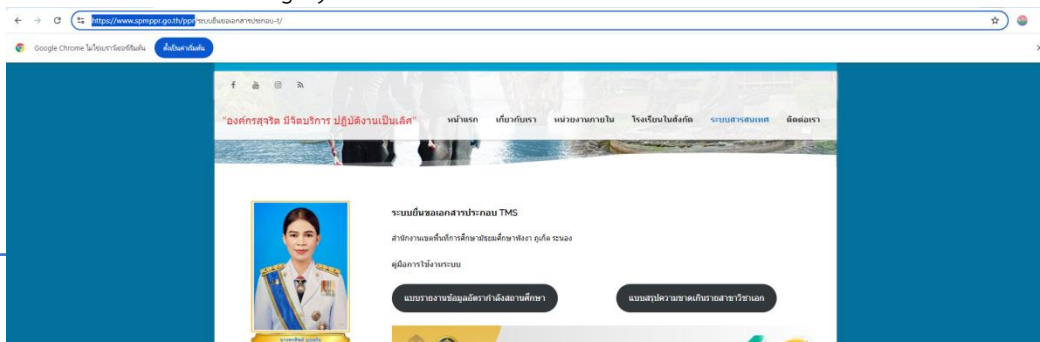 https://www.spmppr.go.th/ppr/ระบบยื่นขอเอกสารประกอบ-t/
Google Chrome ไม่ใช่เบราว์เซอร์เริ่มต้น ตั้งเป็นค่าเริ่มต้น
"องค์กรสุจริต มีจิตบริการ ปฏิบัติงานเป็นเลิศ" หน้าแรก เกี่ยวกับเรา หน่วยงานภายใน โรงเรียนในสังกัด ระบบสารสนเทศ ติดต่อเรา
ระบบยื่นขอเอกสารประกอบ TMS
สำนักงานเขตพื้นที่การศึกษามัธยมศึกษาพังงา ภูเก็ต ระนอง
คู่มือการใช้งานระบบ
แบบรายงานข้อมูลอัตรากำลังสถานศึกษา แบบสรุปความขาดเกินรายสาขาวิชาเอก